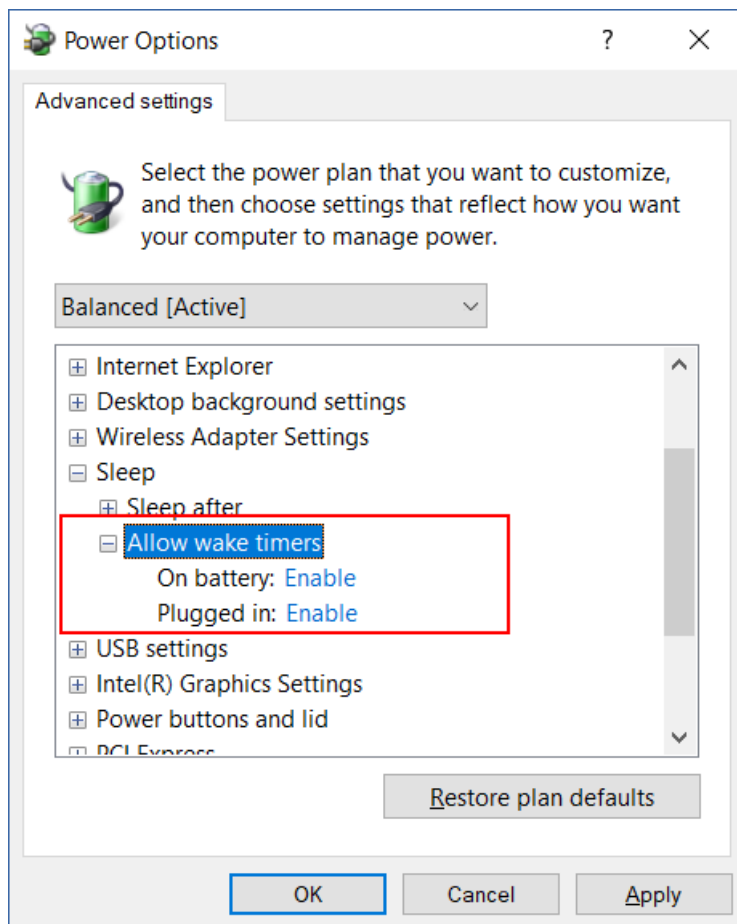 Power Options
?
Advanced settings
Select the power plan that you want to customize,
and then choose settings that reflect how you want
your computer to manage power.
Balanced [Active]
Internet Explorer
Desktop background settings
Wireless Adapter Settings
Sleep
Sleep after
Allow wake timers
On battery: Enable
Plugged in: Enable
USB settings
Intel(R) Graphics Settings
Power buttons and lid
PCI Express
Restore plan defaults
OK Cancel Apply